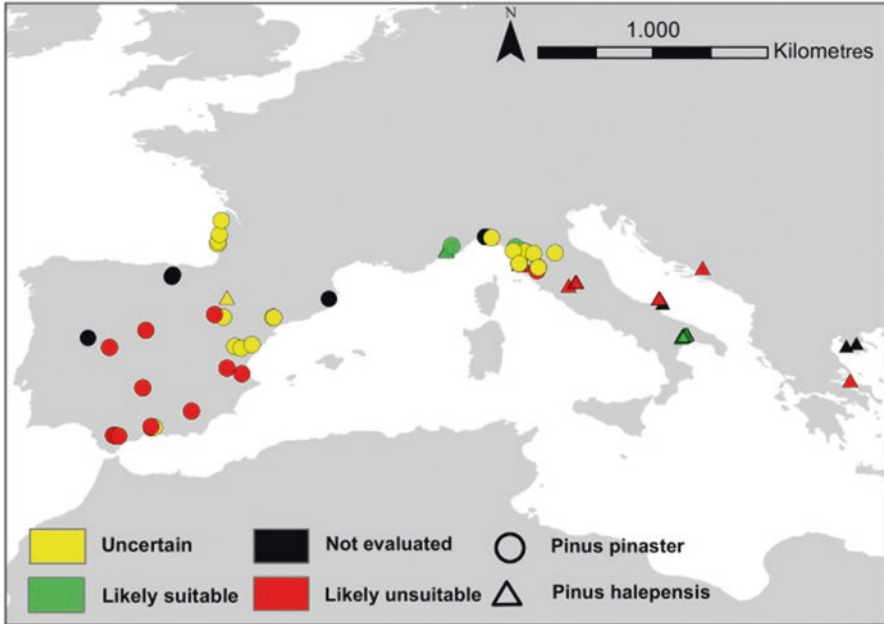 N
1.000
Kilometres
Uncertain
Not evaluated
Pinus pinaster
Likely suitable
Likely unsuitable
Pinus halepensis